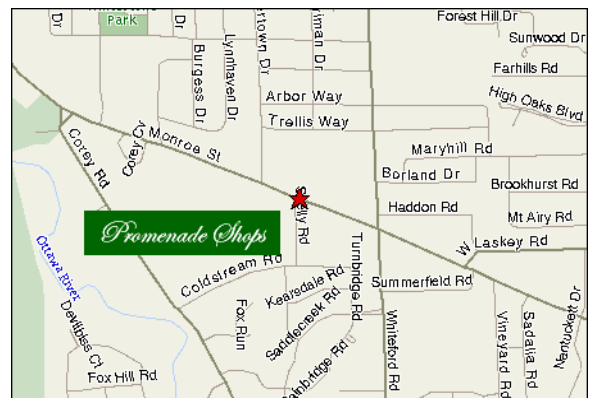 Park
Dr
Dr
Dr
Forest Hill Dr
Sunwood Dr
Farhills Rd
High Oaks Blvd
Burgess Dr
Lynnhaven Dr
Arbor Way
Trellis Way
Monroe St
Corey Rd
Maryhill Rd
Borland Dr
Brookhurst Rd
Haddon Rd
Mt Airy Rd
W Laskey Rd
Promenade Shops
Ottawa River
Coldstream Rd
Turnbridge Rd
Kearsdale Rd
Summerfield Rd
Saddlecreek Rd
Fox Run
Devilbiss Ct
Fox Hill Rd
Whiteford Rd
Vineyard Rd
Sadalia Rd
Nantuckett Dr